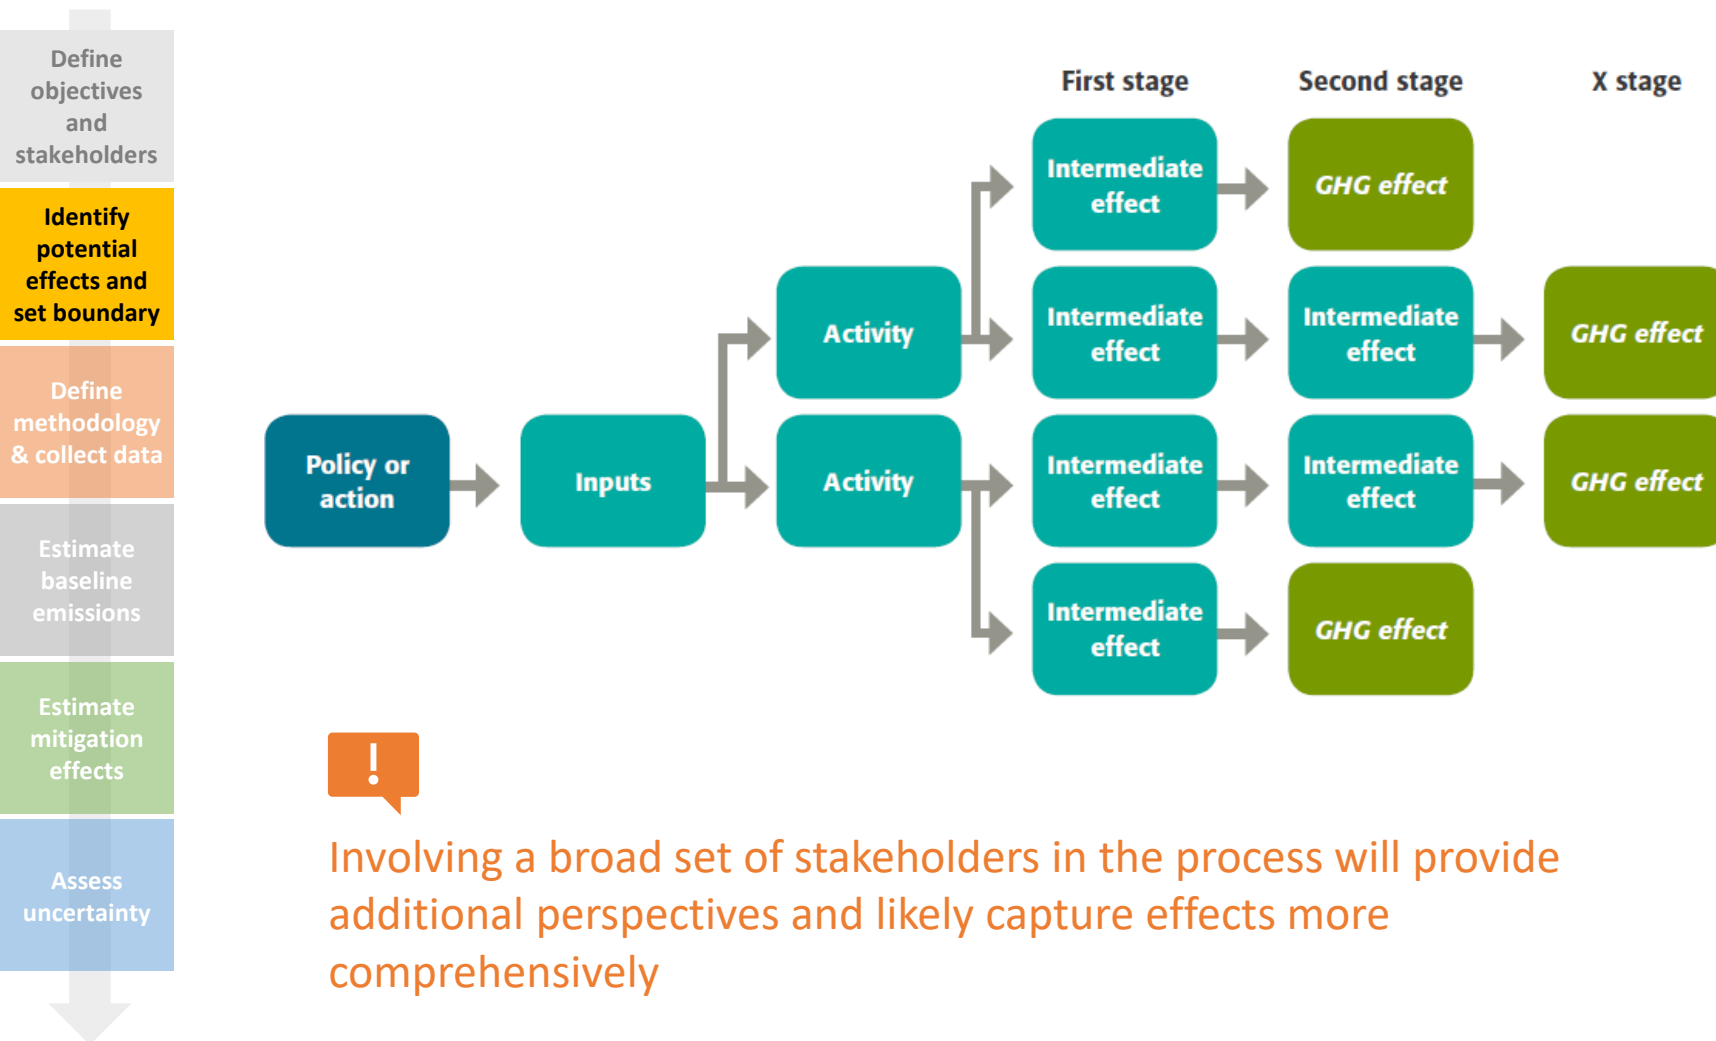 Define
objectives
and
stakeholders
Identify
potential
effects and
set boundary
Define
methodology
& collect data
Estimate
baseline
emissions
Estimate
mitigation
effects
Assess
uncertainty
First stage
Second stage
X stage
Intermediate
effect
GHG effect
Activity
Intermediate
effect
Intermediate
effect
GHG effect
Policy or
action
Inputs
Activity
Intermediate
effect
Intermediate
effect
GHG effect
Intermediate
effect
GHG effect
!
Involving a broad set of stakeholders in the process will provide
additional perspectives and likely capture effects more
comprehensively